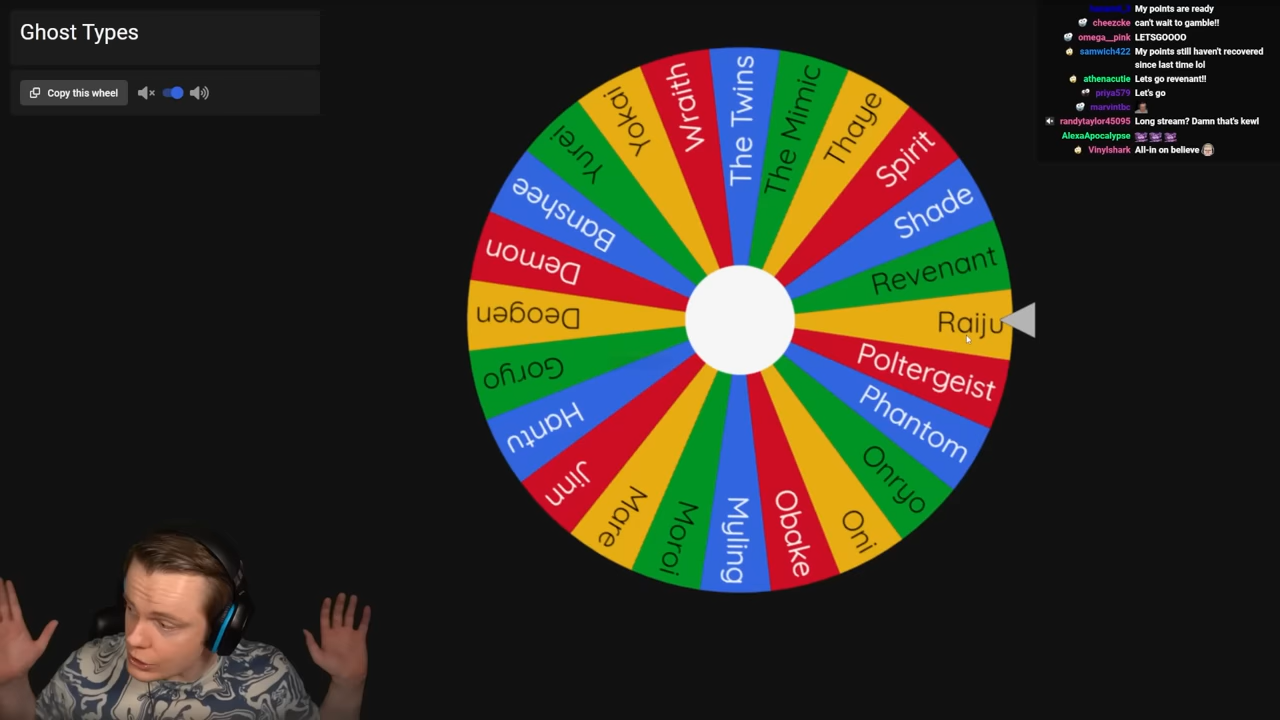 Ghost Types
Copy this wheel
The Twins
The Mimic
Thaye
Spirit
Shade
Revenant
Raiju
Poltergeist
Phantom
Onryo
Oni
Obake
Myling
Moroi
Mare
Jinn
Hantu
Goryo
Deogen
Demon
Banshee
Yurei
Yokai
Wraith
My points are ready
cheezcke can't wait to gamble!!
omega__pink LETSGOOOO
samwich422 My points still haven't recovered
since last time lol
athenacutie Lets go revenant!!
priya579 Let's go
marvintbc
randytaylor45095 Long stream? Damn that's kewl
AlexaApocalypse
Vinylshark All-in on believe